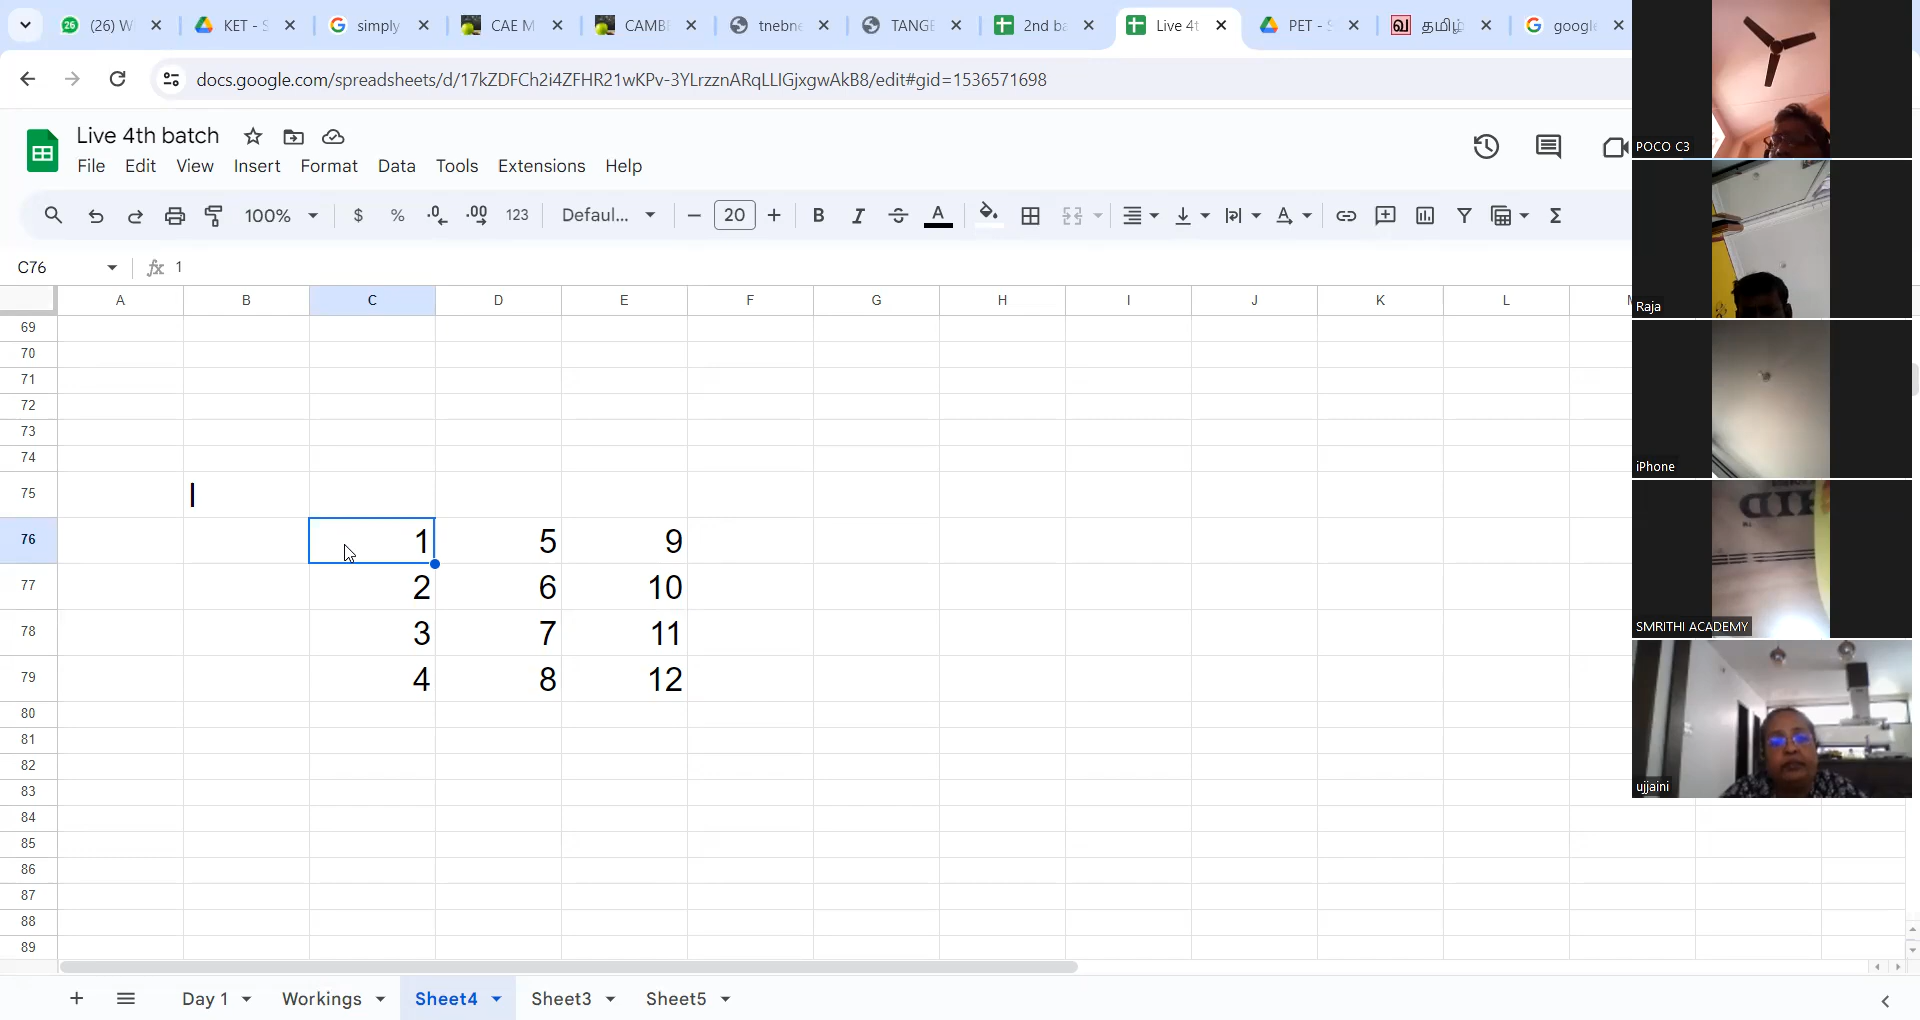 (26) W
KET - S
simply
CAE M
CAMB
tnebne
TANGE
2nd ba
Live 4t
PET - S
தமிழ்
google
docs.google.com/spreadsheets/d/17kZDFCh2i4ZFHR21wKPv-3YLrzznARqLLIGjxgwAkB8/edit#gid=1536571698
Live 4th batch
File Edit View Insert Format Data Tools Extensions Help
100% $ % .0 .00 123 Defaul... − 20 + B I S A Σ
C76 fx 1
A B C D E F G H I J K L
69
70
71
72
73
74
75 |
76 1 5 9
77 2 6 10
78 3 7 11
79 4 8 12
80
81
82
83
84
85
86
87
88
89
+ Day 1 Workings Sheet4 Sheet3 Sheet5
POCO C3
Raja
iPhone
SMRITHI ACADEMY
ujjaini